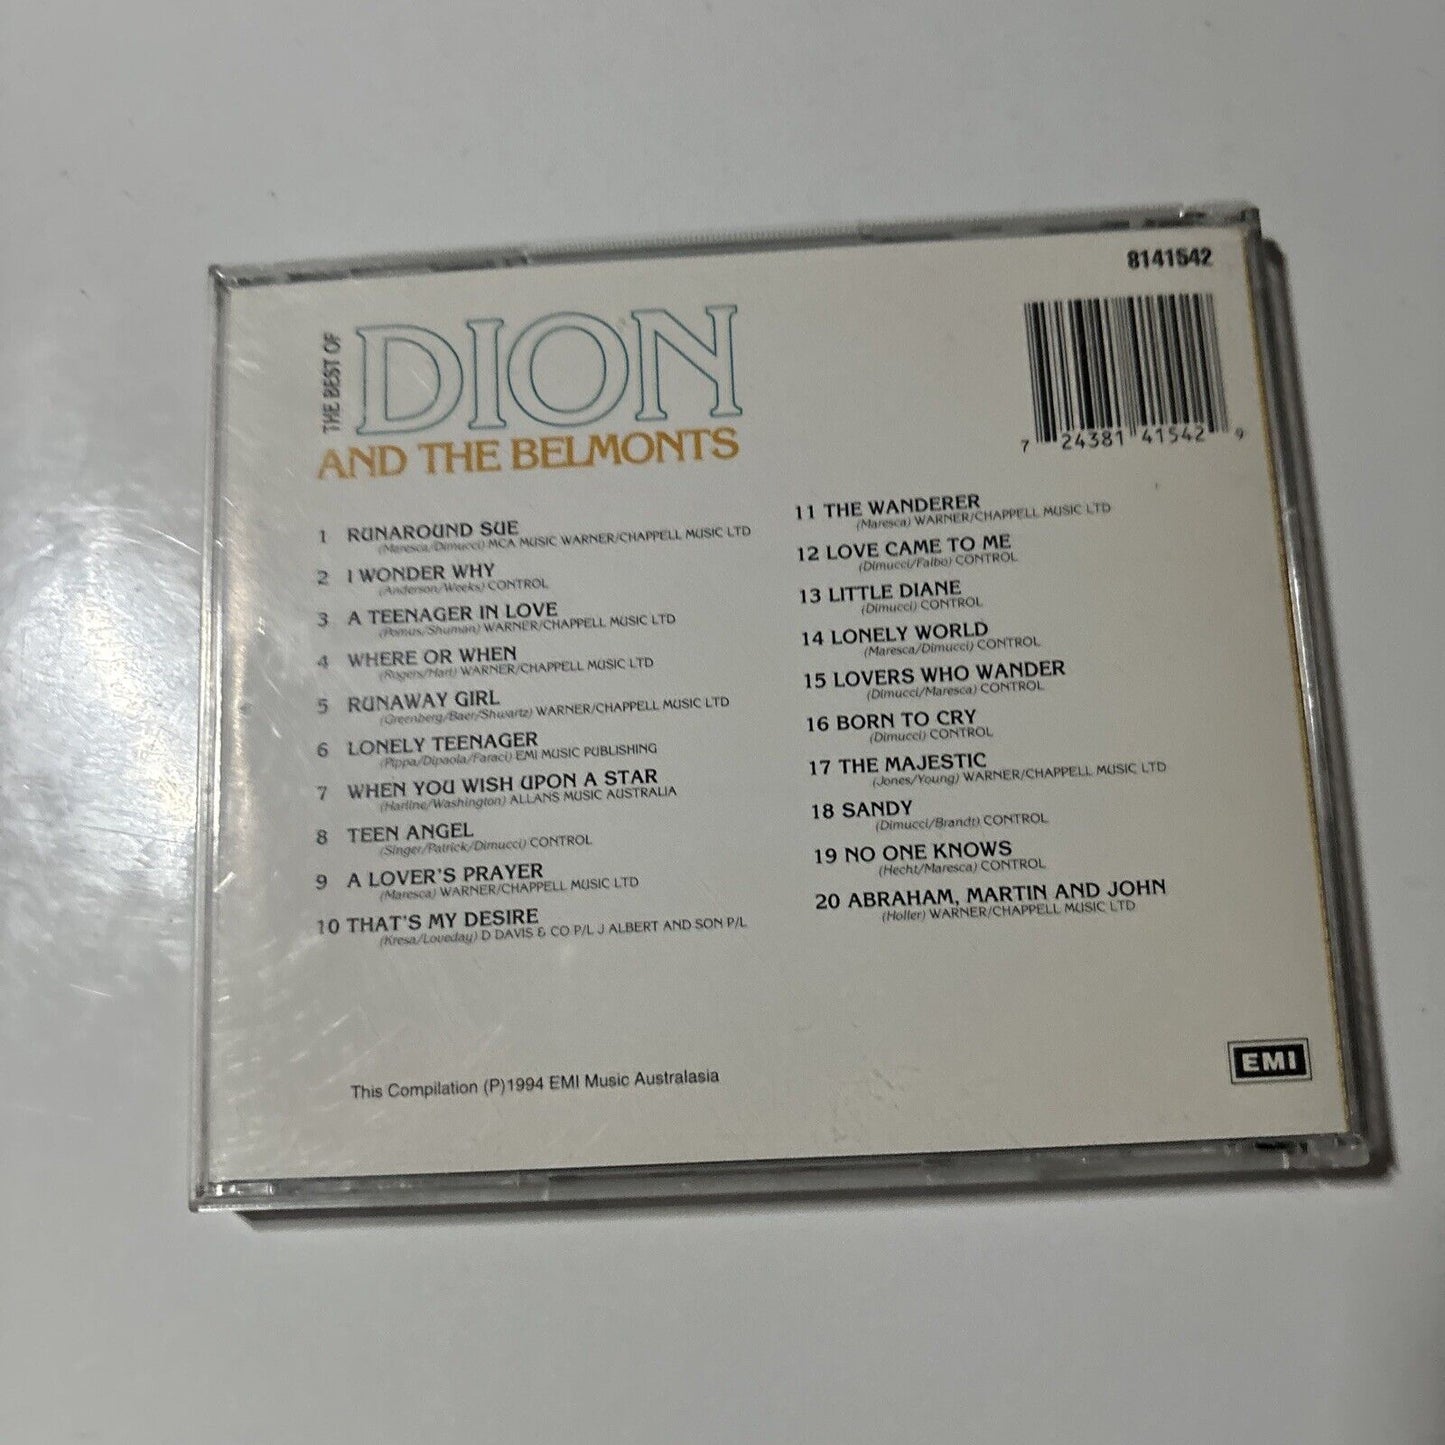 8141542
THE BEST OF
DION
AND THE BELMONTS
7 24381 41542 9
1 RUNAROUND SUE
(Maresca/Dimucci) MCA MUSIC WARNER/CHAPPELL MUSIC LTD
2 I WONDER WHY
(Anderson/Weeks) CONTROL
3 A TEENAGER IN LOVE
(Pomus/Shuman) WARNER/CHAPPELL MUSIC LTD
4 WHERE OR WHEN
(Rogers/Hart) WARNER/CHAPPELL MUSIC LTD
5 RUNAWAY GIRL
(Greenberg/Baer/Shwartz) WARNER/CHAPPELL MUSIC LTD
6 LONELY TEENAGER
(Pippa/Dipaola/Faraci) EMI MUSIC PUBLISHING
7 WHEN YOU WISH UPON A STAR
(Harline/Washington) ALLANS MUSIC AUSTRALIA
8 TEEN ANGEL
(Singer/Patrick/Dimucci) CONTROL
9 A LOVER'S PRAYER
(Maresca) WARNER/CHAPPELL MUSIC LTD
10 THAT'S MY DESIRE
(Kresa/Loveday) D DAVIS & CO P/L J ALBERT AND SON P/L
11 THE WANDERER
(Maresca) WARNER/CHAPPELL MUSIC LTD
12 LOVE CAME TO ME
(Dimucci/Falbo) CONTROL
13 LITTLE DIANE
(Dimucci) CONTROL
14 LONELY WORLD
(Maresca/Dimucci) CONTROL
15 LOVERS WHO WANDER
(Dimucci/Maresca) CONTROL
16 BORN TO CRY
(Dimucci) CONTROL
17 THE MAJESTIC
(Jones/Young) WARNER/CHAPPELL MUSIC LTD
18 SANDY
(Dimucci/Brandt) CONTROL
19 NO ONE KNOWS
(Hecht/Maresca) CONTROL
20 ABRAHAM, MARTIN AND JOHN
(Holler) WARNER/CHAPPELL MUSIC LTD
This Compilation (P)1994 EMI Music Australasia
EMI